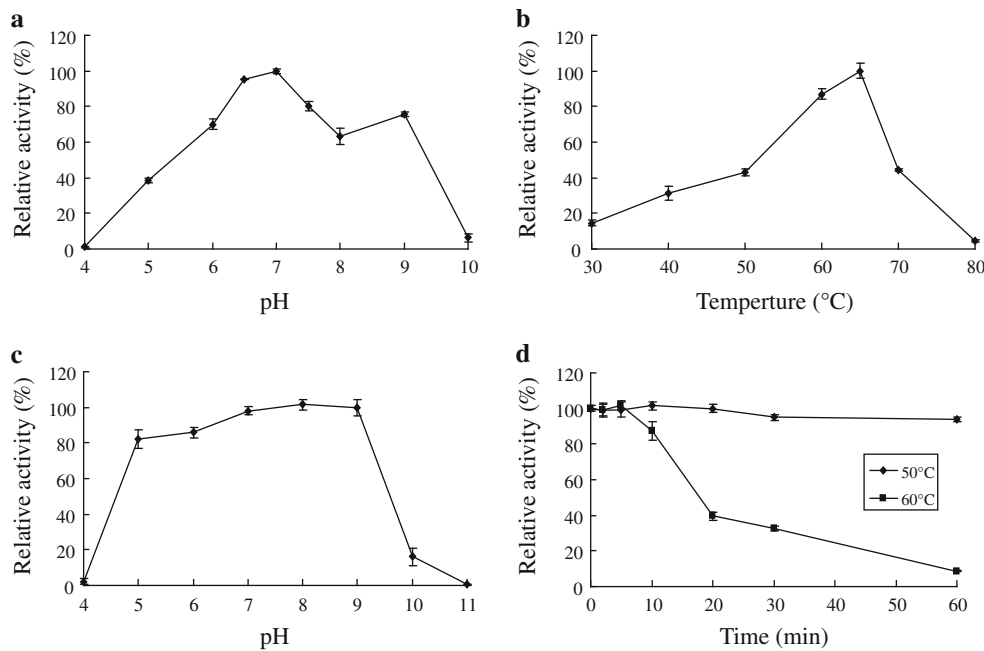 a
Relative activity (%)
120
100
80
60
40
20
0
4 5 6 7 8 9 10
pH
b
Relative activity (%)
120
100
80
60
40
20
0
30 40 50 60 70 80
Temperture (°C)
c
Relative activity (%)
120
100
80
60
40
20
0
4 5 6 7 8 9 10 11
pH
d
Relative activity (%)
120
100
80
60
40
20
0
50°C
60°C
0 10 20 30 40 50 60
Time (min)